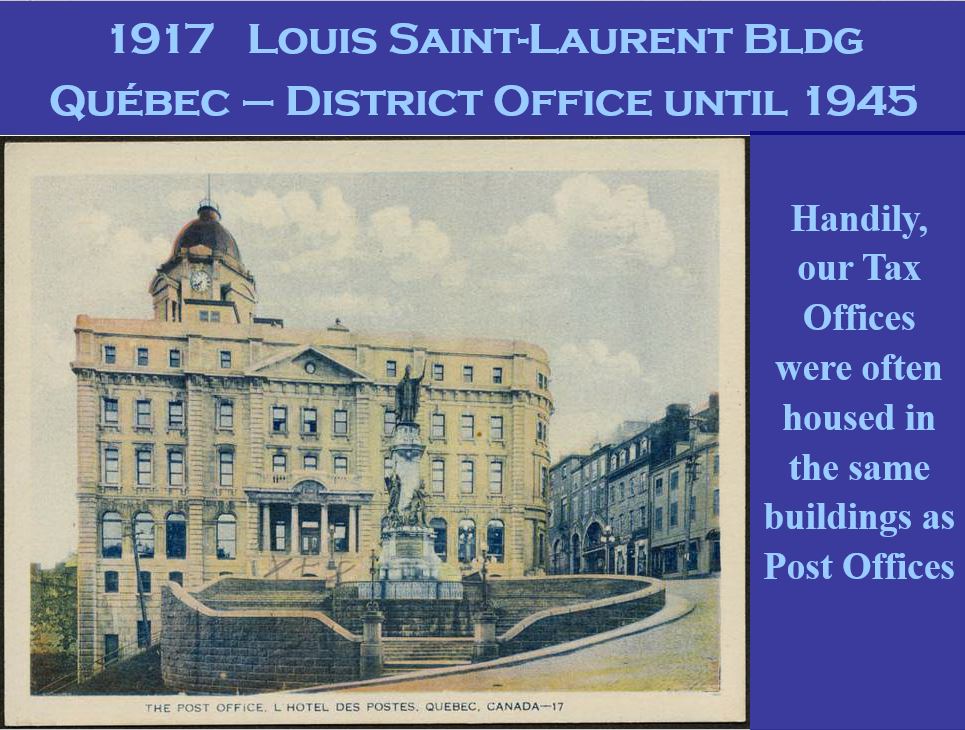 1917 Louis Saint-Laurent Bldg
Québec – District Office until 1945
Handily,
our Tax
Offices
were often
housed in
the same
buildings as
Post Offices
THE POST OFFICE, L HOTEL DES POSTES, QUEBEC, CANADA—17